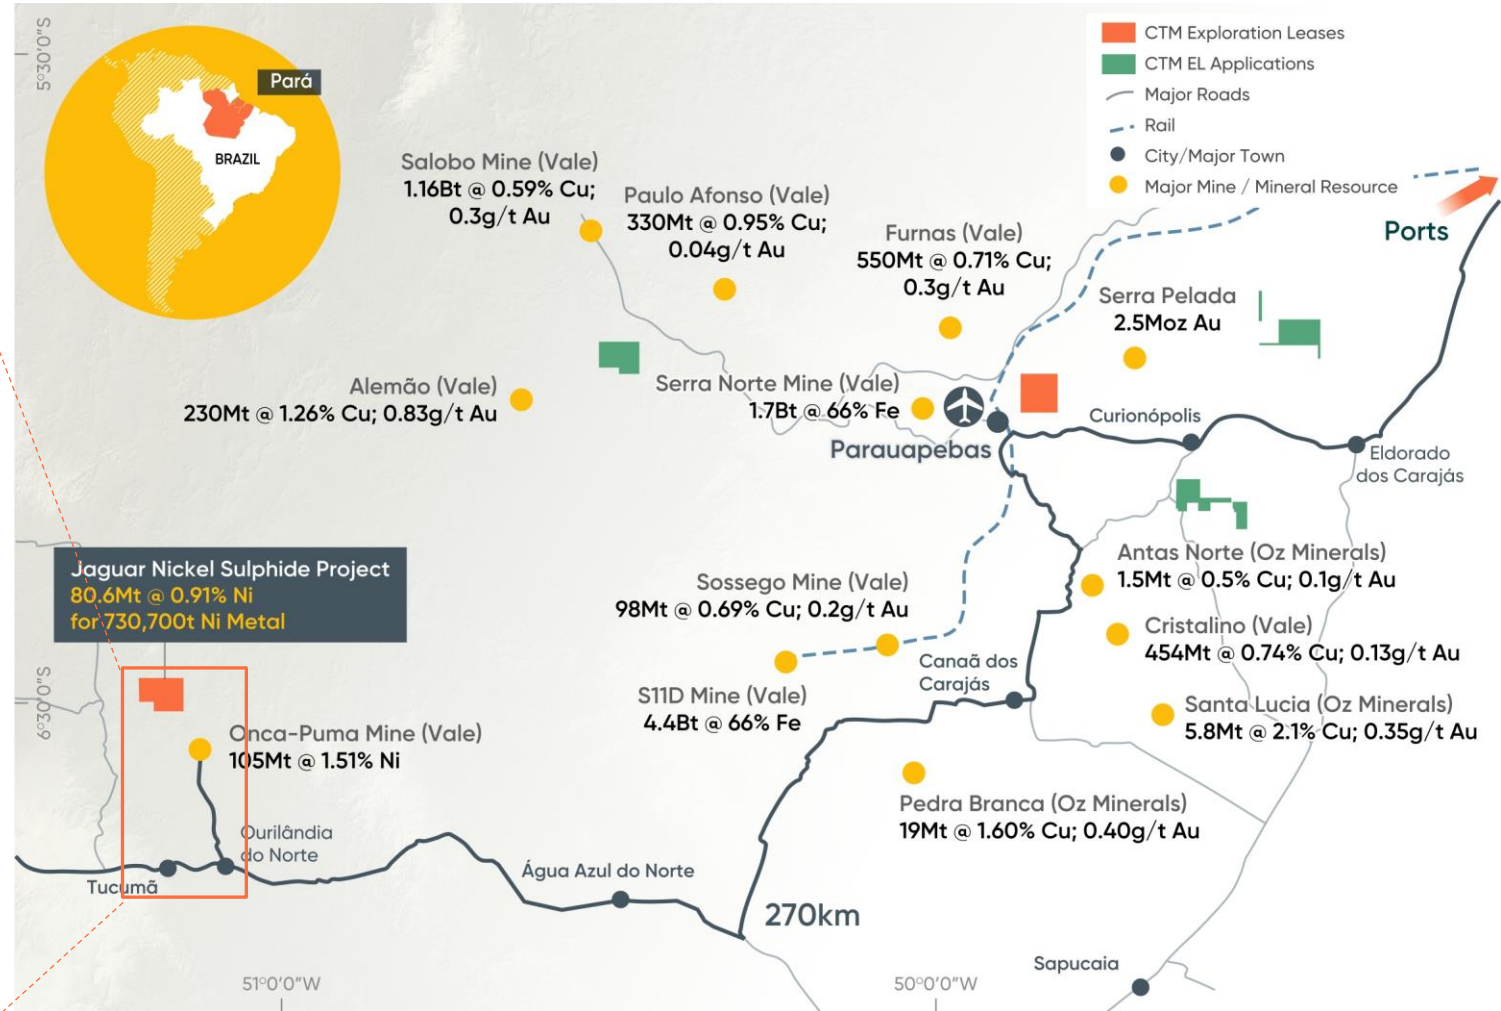 5°30'0"S
Pará
BRAZIL
CTM Exploration Leases
CTM EL Applications
Major Roads
Rail
City/Major Town
Major Mine / Mineral Resource
Ports
Salobo Mine (Vale)
1.16Bt @ 0.59% Cu;
0.3g/t Au
Paulo Afonso (Vale)
330Mt @ 0.95% Cu;
0.04g/t Au
Furnas (Vale)
550Mt @ 0.71% Cu;
0.3g/t Au
Serra Pelada
2.5Moz Au
Alemão (Vale)
230Mt @ 1.26% Cu; 0.83g/t Au
Serra Norte Mine (Vale)
1.7Bt @ 66% Fe
Parauapebas
Curionópolis
Eldorado
dos Carajás
Jaguar Nickel Sulphide Project
80.6Mt @ 0.91% Ni
for 730,700t Ni Metal
Sossego Mine (Vale)
98Mt @ 0.69% Cu; 0.2g/t Au
Antas Norte (Oz Minerals)
1.5Mt @ 0.5% Cu; 0.1g/t Au
Cristalino (Vale)
454Mt @ 0.74% Cu; 0.13g/t Au
Canaã dos
Carajás
S11D Mine (Vale)
4.4Bt @ 66% Fe
Santa Lucia (Oz Minerals)
5.8Mt @ 2.1% Cu; 0.35g/t Au
6°30'0"S
Onca-Puma Mine (Vale)
105Mt @ 1.51% Ni
Pedra Branca (Oz Minerals)
19Mt @ 1.60% Cu; 0.40g/t Au
Ourilândia
do Norte
Tucumã
Água Azul do Norte
270km
Sapucaia
51°0'0"W
50°0'0"W